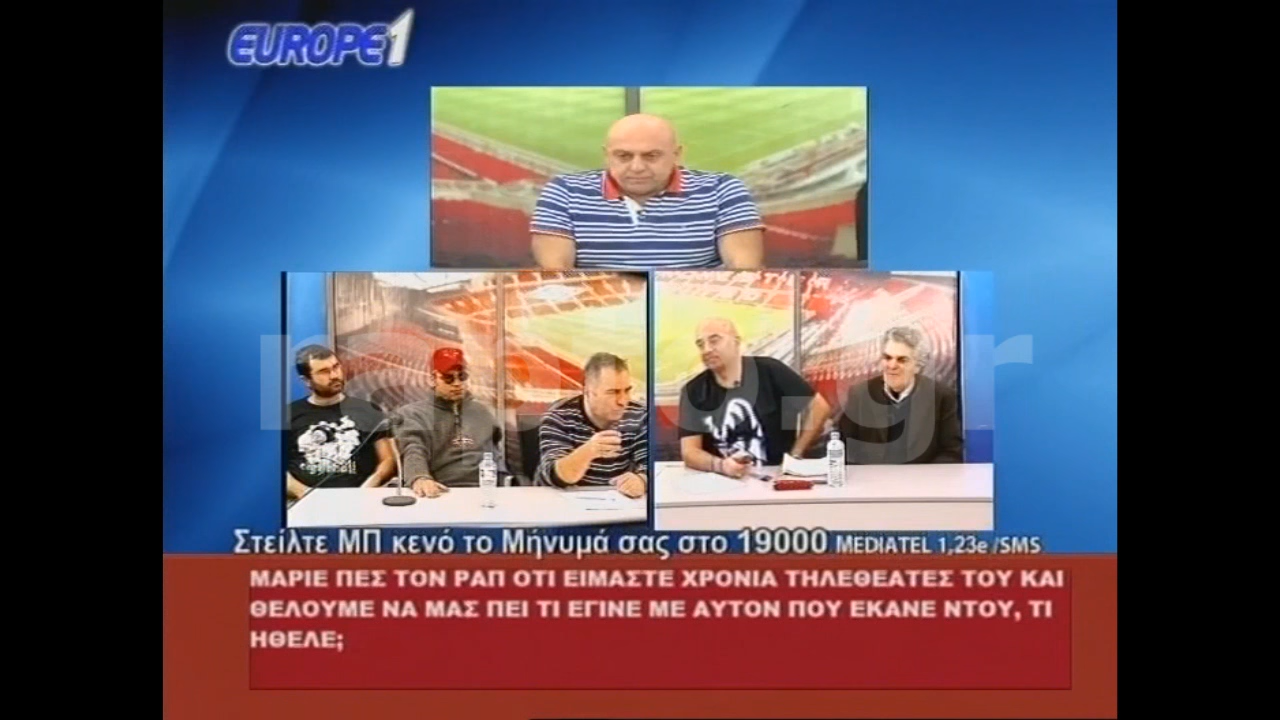 EUROPE1
Στείλτε ΜΠ κενό το Μήνυμά σας στο 19000 MEDIATEL 1,23e /SMS
ΜΑΡΙΕ ΠΕΣ ΤΟΝ ΡΑΠ ΟΤΙ ΕΙΜΑΣΤΕ ΧΡΟΝΙΑ ΤΗΛΕΘΕΑΤΕΣ ΤΟΥ ΚΑΙ
ΘΕΛΟΥΜΕ ΝΑ ΜΑΣ ΠΕΙ ΤΙ ΕΓΙΝΕ ΜΕ ΑΥΤΟΝ ΠΟΥ ΕΚΑΝΕ ΝΤΟΥ, ΤΙ
ΗΘΕΛΕ;